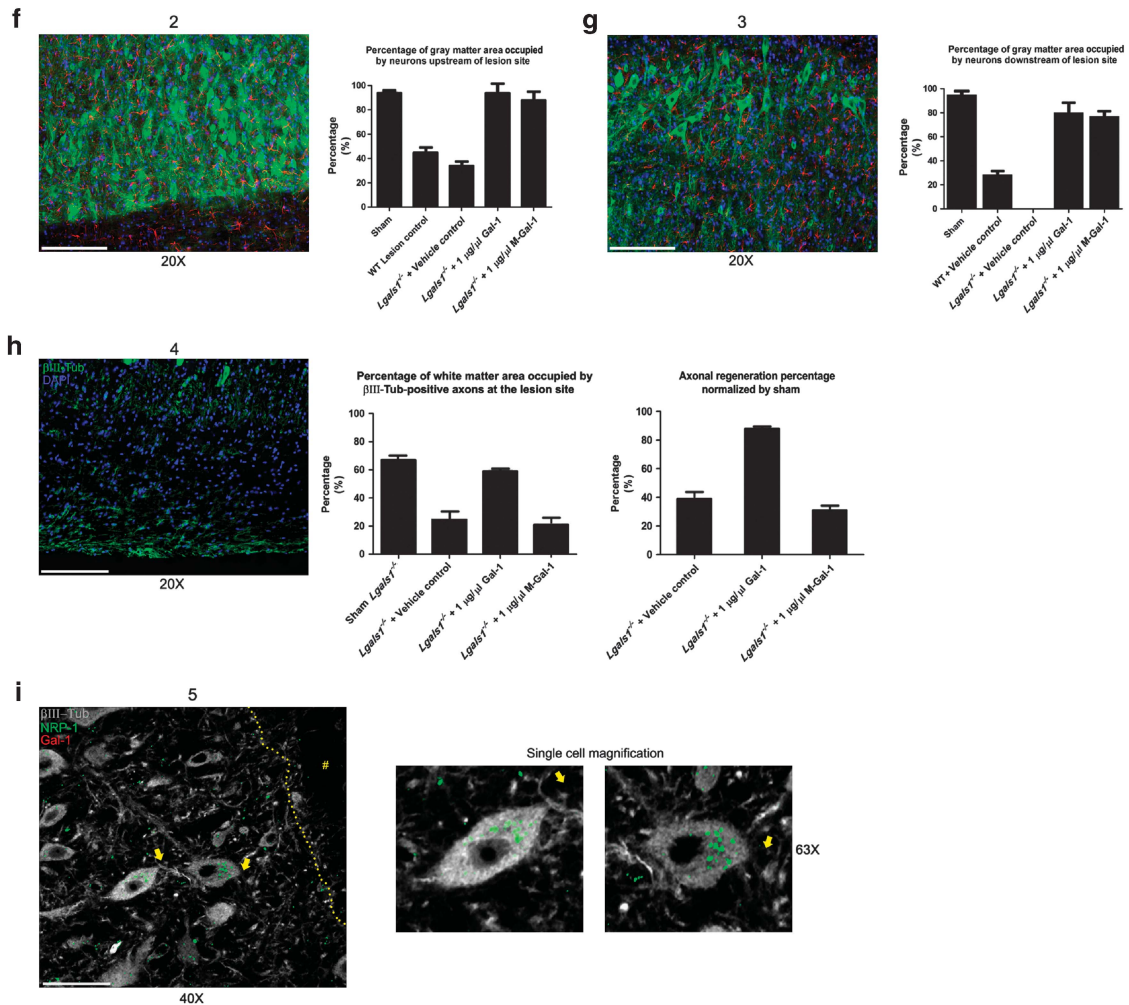 f
2
20X
Percentage of gray matter area occupied
by neurons upstream of lesion site
Percentage
(%)
100
80
60
40
20
0
Sham
WT Lesion control
Lgals1-/- + Vehicle control
Lgals1-/- + 1 µg/µl Gal-1
Lgals1-/- + 1 µg/µl M-Gal-1
g
3
20X
Percentage of gray matter area occupied
by neurons downstream of lesion site
Percentage
(%)
100
80
60
40
20
0
Sham
WT + Vehicle control
Lgals1-/- + Vehicle control
Lgals1-/- + 1 µg/µl Gal-1
Lgals1-/- + 1 µg/µl M-Gal-1
h
4
βIII-Tub
DAPI
20X
Percentage of white matter area occupied by
βIII-Tub-positive axons at the lesion site
Percentage
(%)
100
80
60
40
20
0
Sham Lgals1-/-
Lgals1-/- + Vehicle control
Lgals1-/- + 1 µg/µl Gal-1
Lgals1-/- + 1 µg/µl M-Gal-1
Axonal regeneration percentage
normalized by sham
Percentage
(%)
100
80
60
40
20
0
Lgals1-/- + Vehicle control
Lgals1-/- + 1 µg/µl Gal-1
Lgals1-/- + 1 µg/µl M-Gal-1
i
5
βIII–Tub
NRP-1
Gal-1
#
40X
Single cell magnification
63X